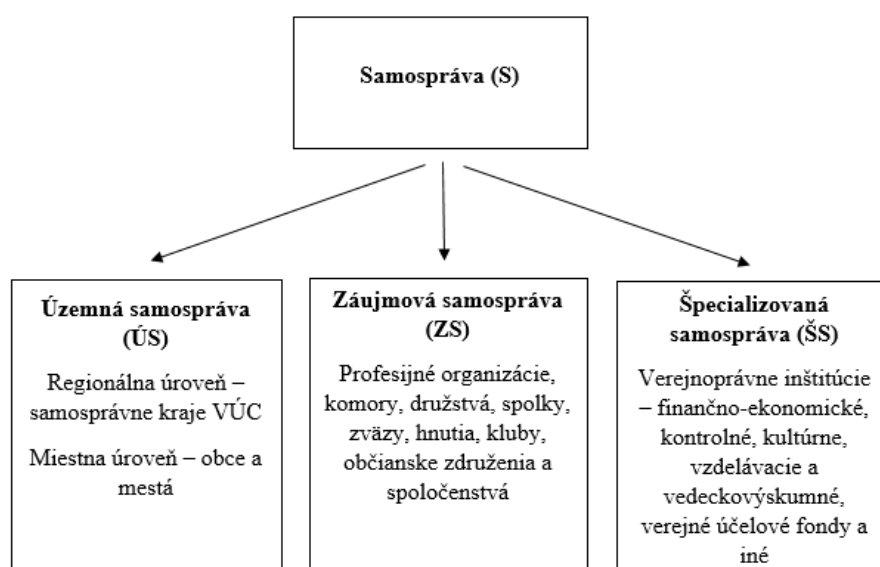 Samospráva (S)
Územná samospráva
(ÚS)
Regionálna úroveň –
samosprávne kraje VÚC
Miestna úroveň – obce a
mestá
Záujmová samospráva
(ZS)
Profesijné organizácie,
komory, družstvá, spolky,
zväzy, hnutia, kluby,
občianske združenia a
spoločenstvá
Špecializovaná
samospráva (ŠS)
Verejnoprávne inštitúcie
– finančno-ekonomické,
kontrolné, kultúrne,
vzdelávacie a
vedeckovýskumné,
verejné účelové fondy a
iné